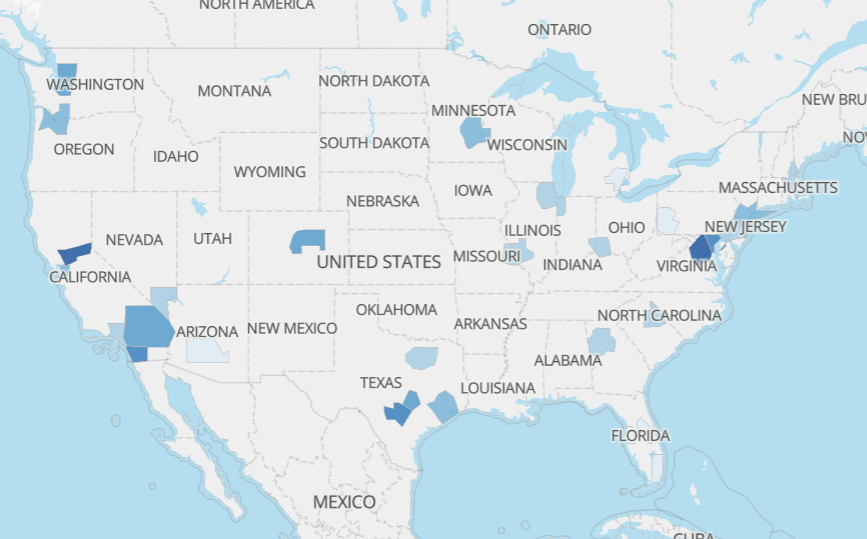 NORTH AMERICA
ONTARIO
WASHINGTON
MONTANA
NORTH DAKOTA
NEW BRU
MINNESOTA
OREGON
IDAHO
SOUTH DAKOTA
WISCONSIN
NO
WYOMING
NEBRASKA
IOWA
MASSACHUSETTS
NEVADA
UTAH
ILLINOIS
OHIO
NEW JERSEY
CALIFORNIA
UNITED STATES
MISSOURI
INDIANA
VIRGINIA
ARIZONA
NEW MEXICO
OKLAHOMA
ARKANSAS
NORTH CAROLINA
TEXAS
LOUISIANA
ALABAMA
FLORIDA
MEXICO
CUBA